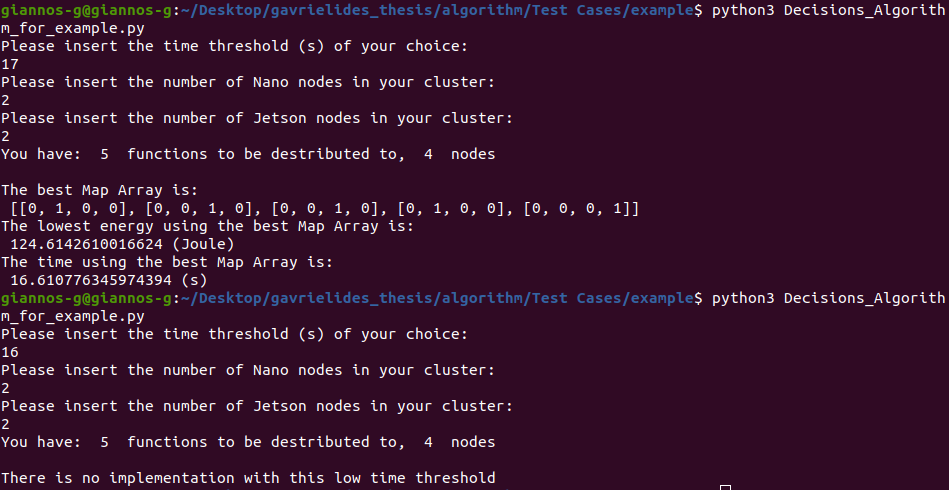 giannos-g@giannos-g:~/Desktop/gavrielides_thesis/algorithm/Test Cases/example$ python3 Decisions_Algorith
m_for_example.py
Please insert the time threshold (s) of your choice:
17
Please insert the number of Nano nodes in your cluster:
2
Please insert the number of Jetson nodes in your cluster:
2
You have:  5  functions to be destributed to,  4  nodes
The best Map Array is:
[[0, 1, 0, 0], [0, 0, 1, 0], [0, 0, 1, 0], [0, 1, 0, 0], [0, 0, 0, 1]]
The lowest energy using the best Map Array is:
124.6142610016624 (Joule)
The time using the best Map Array is:
16.610776345974394 (s)
giannos-g@giannos-g:~/Desktop/gavrielides_thesis/algorithm/Test Cases/example$ python3 Decisions_Algorith
m_for_example.py
Please insert the time threshold (s) of your choice:
16
Please insert the number of Nano nodes in your cluster:
2
Please insert the number of Jetson nodes in your cluster:
2
You have:  5  functions to be destributed to,  4  nodes
There is no implementation with this low time threshold